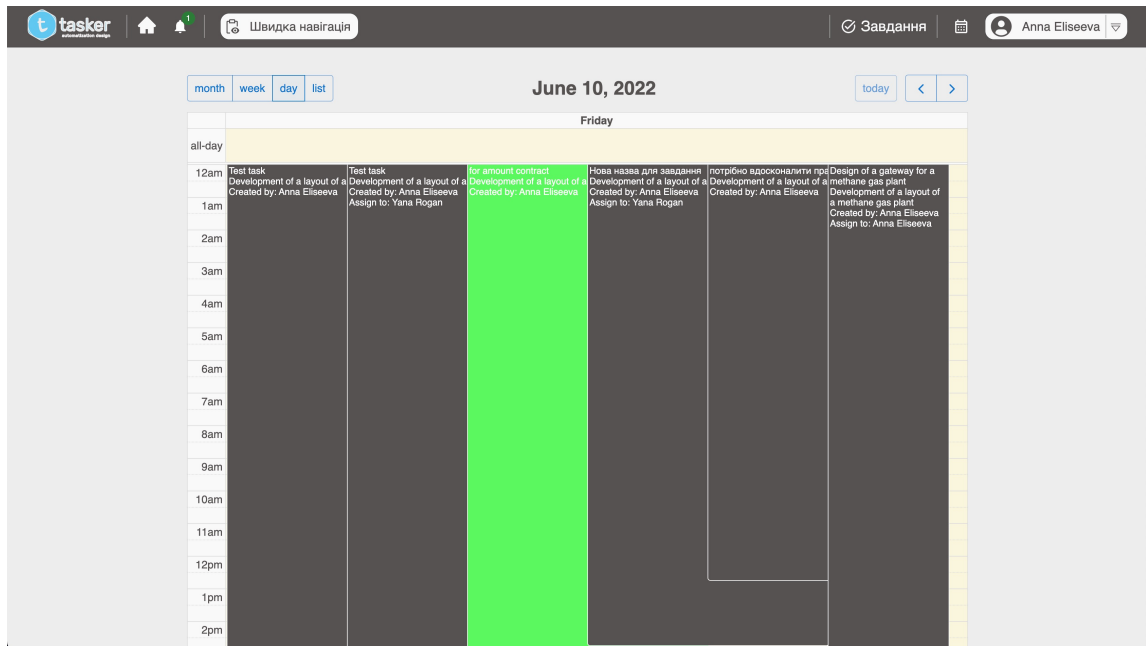 tasker
automatization design
1
Швидка навігація
Завдання
Anna Eliseeva
month week day list
June 10, 2022
today
Friday
all-day
12am
1am
2am
3am
4am
5am
6am
7am
8am
9am
10am
11am
12pm
1pm
2pm
Test task
Development of a layout of a
Created by: Anna Eliseeva
Test task
Development of a layout of a
Created by: Anna Eliseeva
Assign to: Yana Rogan
for amount contract
Development of a layout of a
Created by: Anna Eliseeva
Нова назва для завдання
Development of a layout of a
Created by: Anna Eliseeva
Assign to: Yana Rogan
потрібно вдосконалити пра
Development of a layout of a
Created by: Anna Eliseeva
Design of a gateway for a
methane gas plant
Development of a layout of
a methane gas plant
Created by: Anna Eliseeva
Assign to: Anna Eliseeva